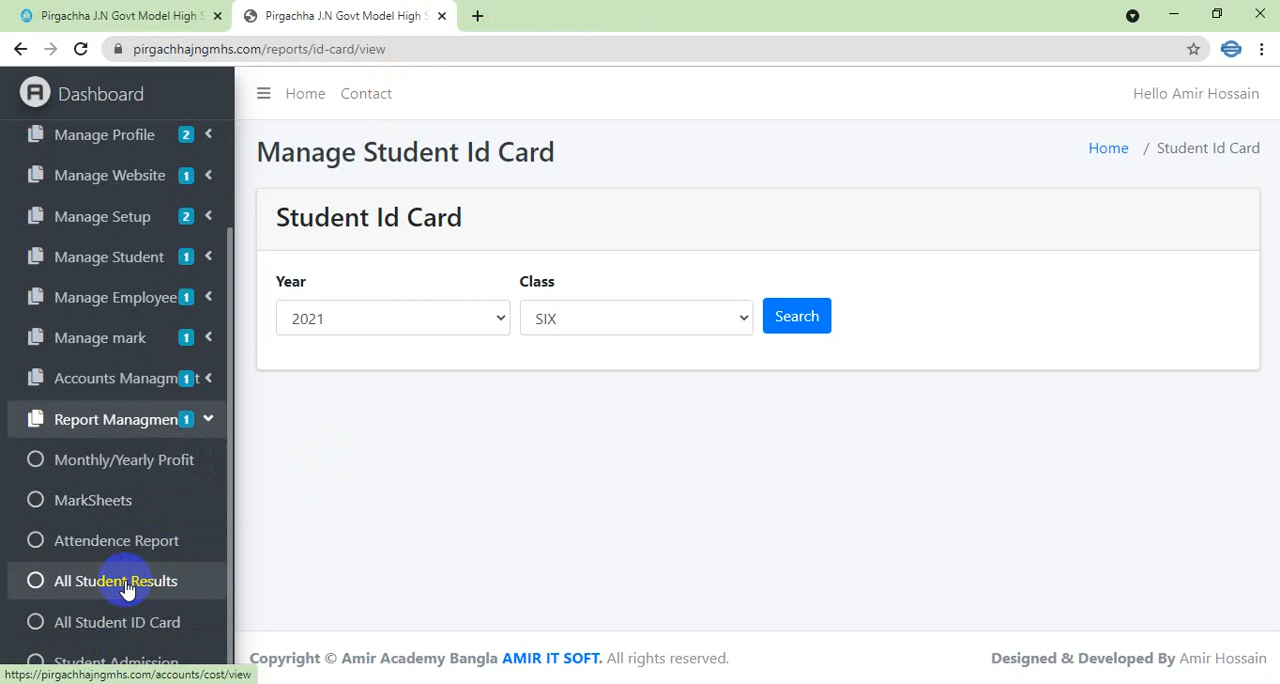 Pirgachha J.N Govt Model High S
Pirgachha J.N Govt Model High S
pirgachhajngmhs.com/reports/id-card/view
Dashboard
Home Contact
Hello Amir Hossain
Manage Profile 2
Manage Website 1
Manage Setup 2
Manage Student 1
Manage Employee 1
Manage mark 1
Accounts Managm 1 t
Report Managmen 1
Monthly/Yearly Profit
MarkSheets
Attendence Report
All Student Results
All Student ID Card
Student Admission
https://pirgachhajngmhs.com/accounts/cost/view
Manage Student Id Card
Home / Student Id Card
Student Id Card
Year Class
2021 SIX Search
Copyright © Amir Academy Bangla AMIR IT SOFT. All rights reserved.
Designed & Developed By Amir Hossain